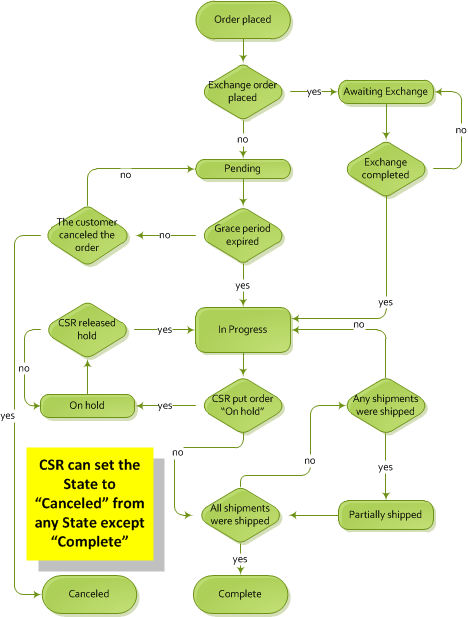 Order placed
Exchange order
placed
yes
Awaiting Exchange
no
no
Exchange
completed
Pending
no
The customer
canceled the
order
no
Grace period
expired
yes
yes
CSR released
hold
yes
In Progress
no
no
On hold
yes
CSR put order
“On hold”
Any shipments
were shipped
yes
no
no
yes
CSR can set the
State to
“Canceled” from
any State except
“Complete”
All shipments
were shipped
Partially shipped
yes
Canceled
Complete